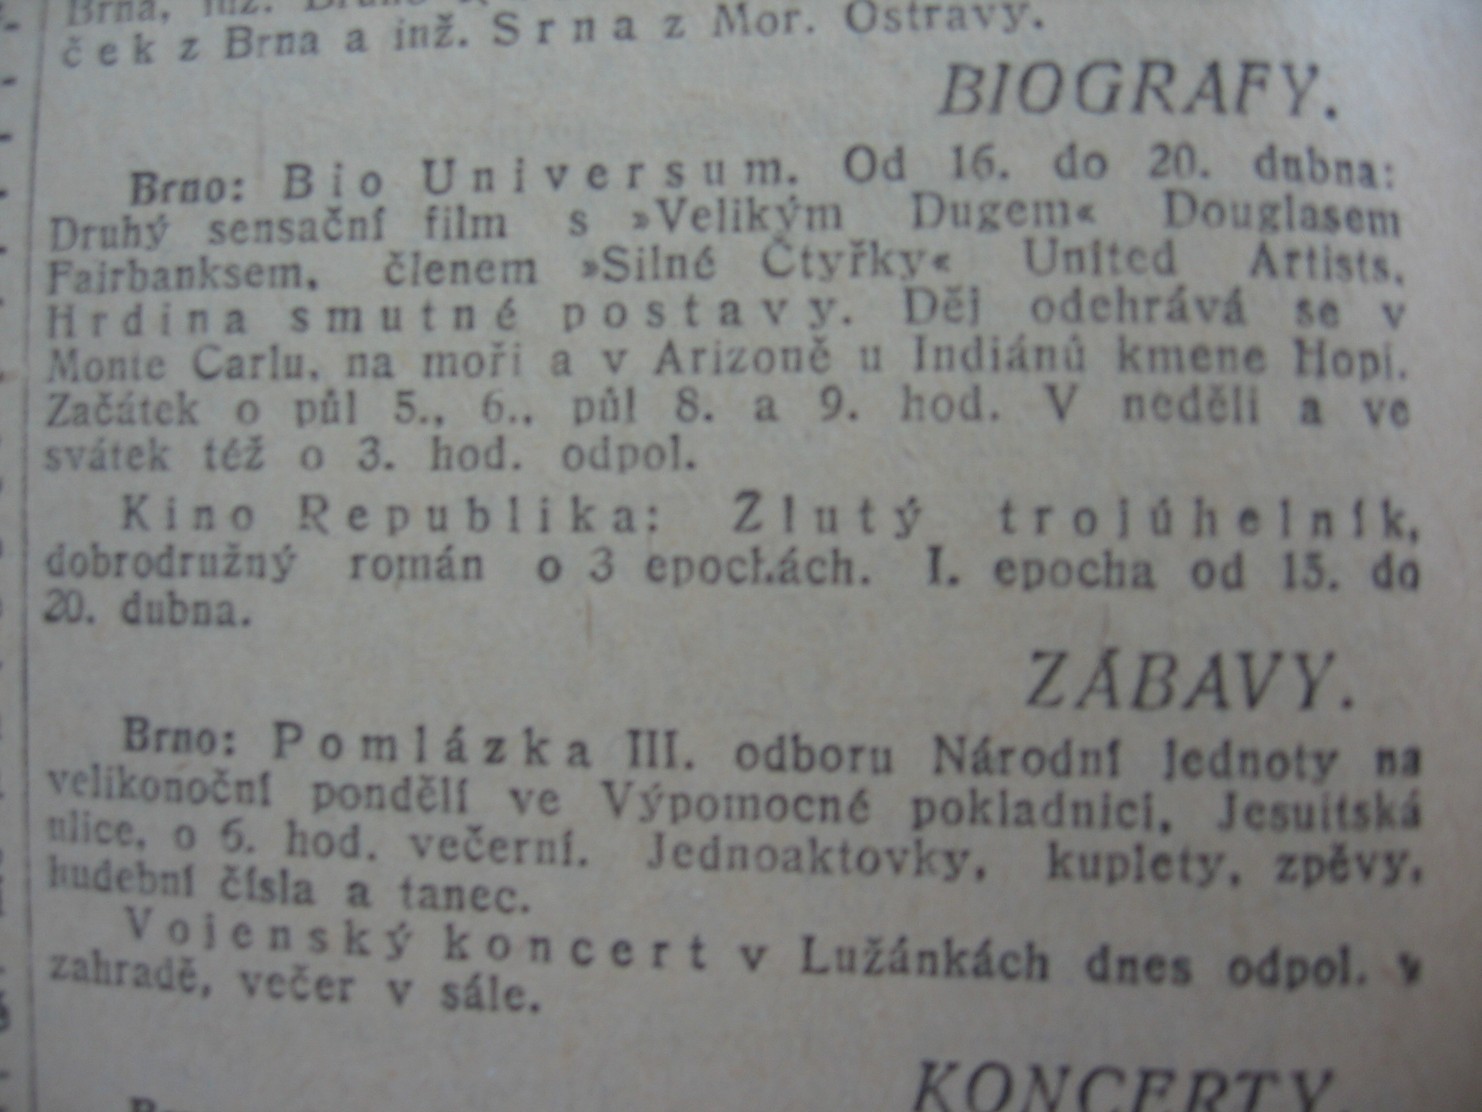 Brna, inž.
ček z Brna a inž. Srna z Mor. Ostravy.
BIOGRAFY.
Brno: Bio Universum. Od 16. do 20. dubna:
Druhý sensační film s »Velikým Dugem« Douglasem
Fairbanksem, členem »Silné Čtyřky« United Artists.
Hrdina smutné postavy. Děj odehrává se v
Monte Carlu, na moři a v Arizoně u Indiánů kmene Hopi.
Začátek o půl 5., 6., půl 8. a 9. hod. V neděli a ve
svátek též o 3. hod. odpol.
Kino Republika: Zlutý trojúhelník,
dobrodružný román o 3 epochách. I. epocha od 15. do
20. dubna.
ZÁBAVY.
Brno: Pomlázka III. odboru Národní Jednoty na
velikonoční pondělí ve Výpomocné pokladnici, Jesuitská
ulice, o 6. hod. večerní. Jednoaktovky, kuplety, zpěvy,
hudební čísla a tanec.
Vojenský koncert v Lužánkách dnes odpol. v
zahradě, večer v sále.
KONCERTY